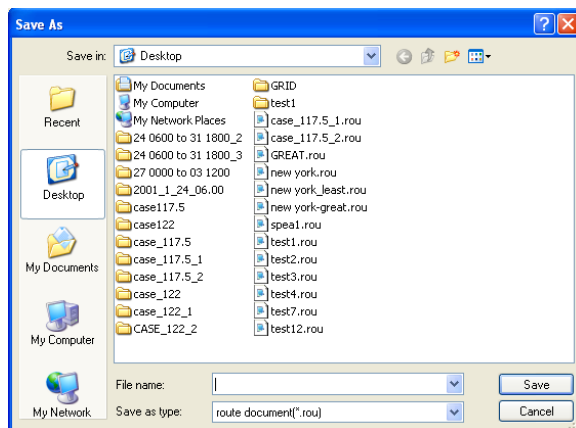 Save As
Save in:
Desktop
Recent
Desktop
My Documents
My Computer
My Network
My Documents
My Computer
My Network Places
24 0600 to 31 1800_2
24 0600 to 31 1800_3
27 0000 to 03 1200
2001_1_24_06.00
case117.5
case122
case_117.5
case_117.5_1
case_117.5_2
case_122
case_122_1
CASE_122_2
GRID
test1
case_117.5_1.rou
case_117.5_2.rou
GREAT.rou
new york.rou
new york_least.rou
new york-great.rou
spea1.rou
test1.rou
test2.rou
test3.rou
test4.rou
test7.rou
test12.rou
File name:
Save
Save as type:
route document(*.rou)
Cancel